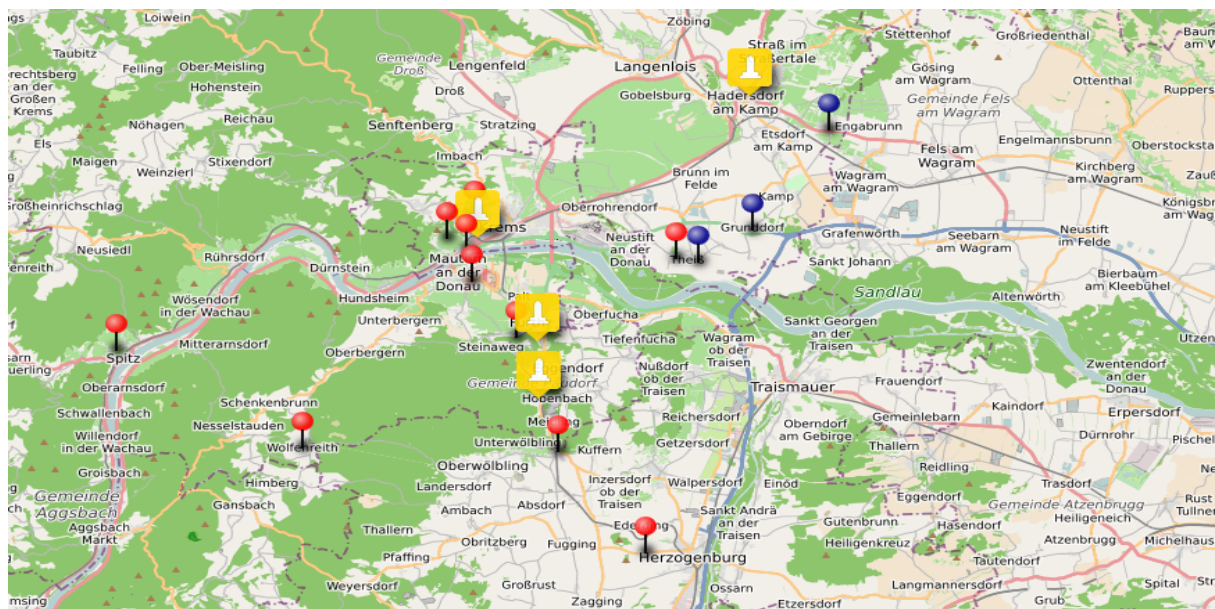 Loiwein
Zöbing
Stettenhof
Großriedenthal
Taubitz
Straß im
Straßertale
Felling
Ober-Meisling
Gemeinde
Droß
Lengenfeld
Langenlois
Gösing
am Wagram
Ottenthal
an der
Großen
Krems
Hohenstein
Droß
Gobelsburg
Hadersdorf
am Kamp
Gemeinde Fels
am Wagram
Nöhagen
Reichau
Senftenberg
Stratzing
Engabrunn
Els
Etsdorf
am Kamp
Engelmannsbrunn
Oberstocksta
Maigen
Stixendorf
Imbach
Fels am
Wagram
Weinzierl
Brunn im
Felde
Wagram
am Wagram
Kirchberg
am Wagram
Großheinrichschlag
Oberrohrendorf
Kamp
Königsbr
Neusiedl
Grunddorf
Grafenwörth
Seebarn
am Wagram
Neustift
im Felde
Rührsdorf
Dürnstein
Mautern
an der
Donau
Neustift
an der
Donau
Theiß
Sankt Johann
Bierbaum
am Kleebühel
Wösendorf
in der Wachau
Hundsheim
Sandlau
Altenwörth
Unterbergern
Oberfucha
Sankt Georgen
an der
Traisen
Spitz
Mitterarnsdorf
Oberbergern
Steinaweg
Tiefenfucha
Wagram
ob der
Traisen
Oberarnsdorf
Nußdorf
ob der
Traisen
Traismauer
Frauendorf
Zwentendorf
an der
Donau
Schenkenbrunn
Schwallenbach
Nesselstauden
Reichersdorf
Kaindorf
Erpersdorf
Gemeinlebarn
Willendorf
in der Wachau
Wolfenreith
Unterwölbling
Kuffern
Getzersdorf
Oberndorf
am Gebirge
Thallern
Dürnrohr
Groisbach
Himberg
Oberwölbling
Reidling
Inzersdorf
ob der
Traisen
Walpersdorf
Einöd
Trasdorf
Landersdorf
Gemeinde
Aggsbach
Gansbach
Absdorf
Eggendorf
Gemeinde Atzenbrugg
Ambach
Sankt Andrä
an der
Traisen
Heiligeneich
Aggsbach
Markt
Thallern
Gutenbrunn
Hasendorf
Obritzberg
Fugging
Heiligenkreuz
Atzenbrugg
Michelhaus
Pfaffing
Herzogenburg
Tautendorf
Weyersdorf
Großrust
Ossarn
Langmannersdorf
Spital
Zagging
Etzersdorf
Grub